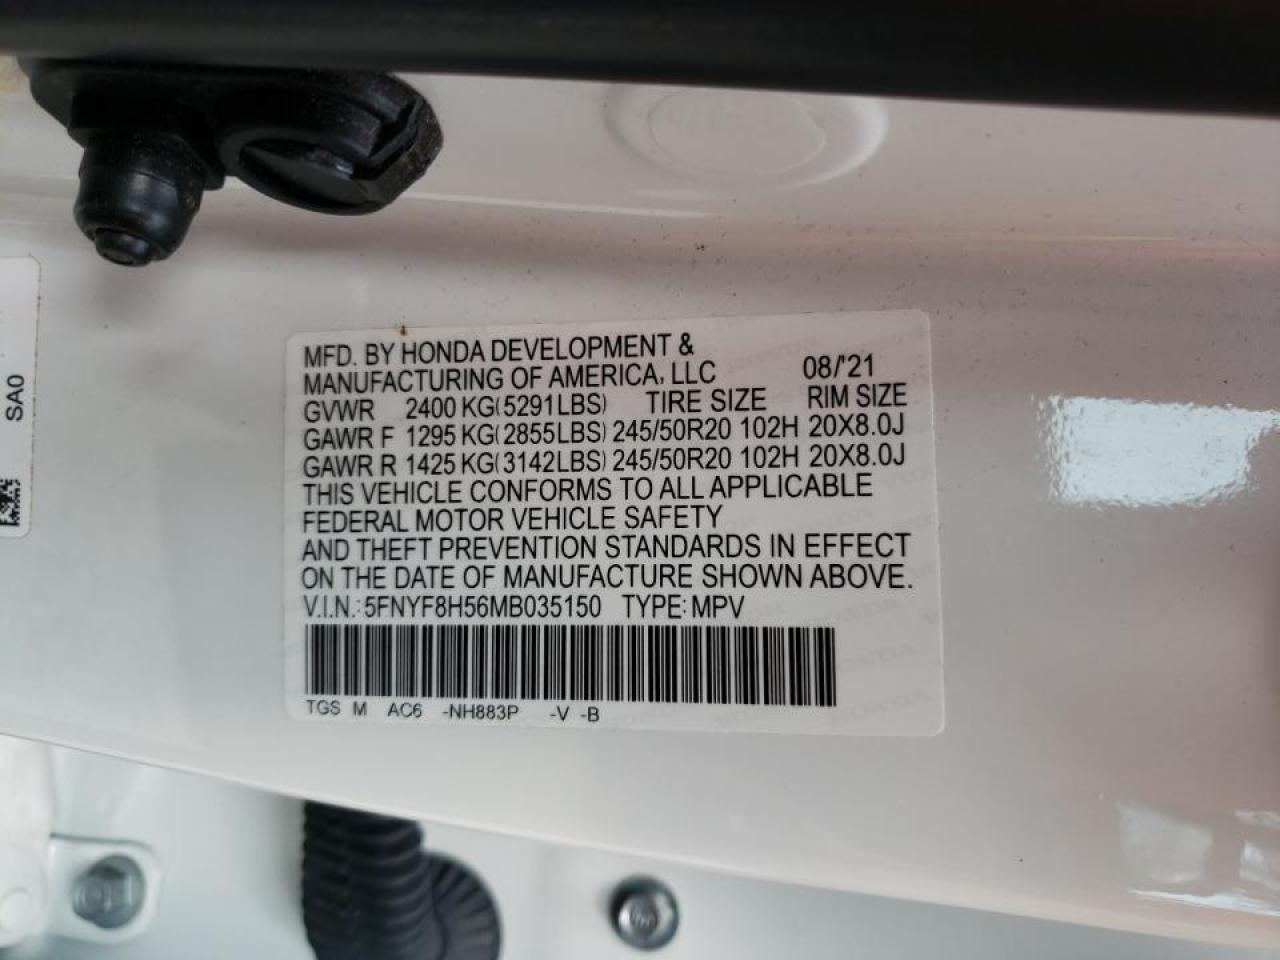 MFD. BY HONDA DEVELOPMENT &
MANUFACTURING OF AMERICA, LLC 08/'21
GVWR 2400 KG(5291LBS) TIRE SIZE RIM SIZE
GAWR F 1295 KG(2855LBS) 245/50R20 102H 20X8.0J
GAWR R 1425 KG(3142LBS) 245/50R20 102H 20X8.0J
THIS VEHICLE CONFORMS TO ALL APPLICABLE
FEDERAL MOTOR VEHICLE SAFETY
AND THEFT PREVENTION STANDARDS IN EFFECT
ON THE DATE OF MANUFACTURE SHOWN ABOVE.
V.I.N.: 5FNYF8H56MB035150 TYPE: MPV
TGS M AC6 -NH883P -V -B
SA0